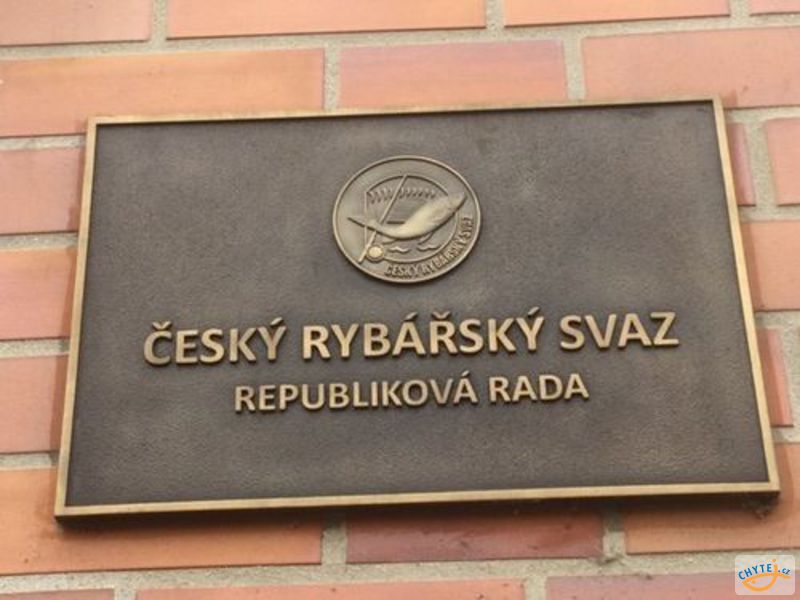 ČESKÝ RYBÁŘSKÝ SVAZ
ČESKÝ RYBÁŘSKÝ SVAZ
REPUBLIKOVÁ RADA
CHYTEJ.cz